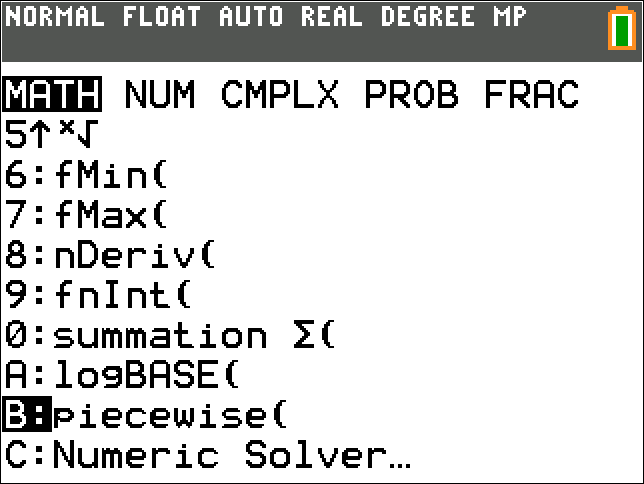 NORMAL FLOAT AUTO REAL DEGREE MP
MATH NUM CMPLX PROB FRAC
5↑ˣ√
6:fMin(
7:fMax(
8:nDeriv(
9:fnInt(
0:summation Σ(
A:logBASE(
B:piecewise(
C:Numeric Solver…